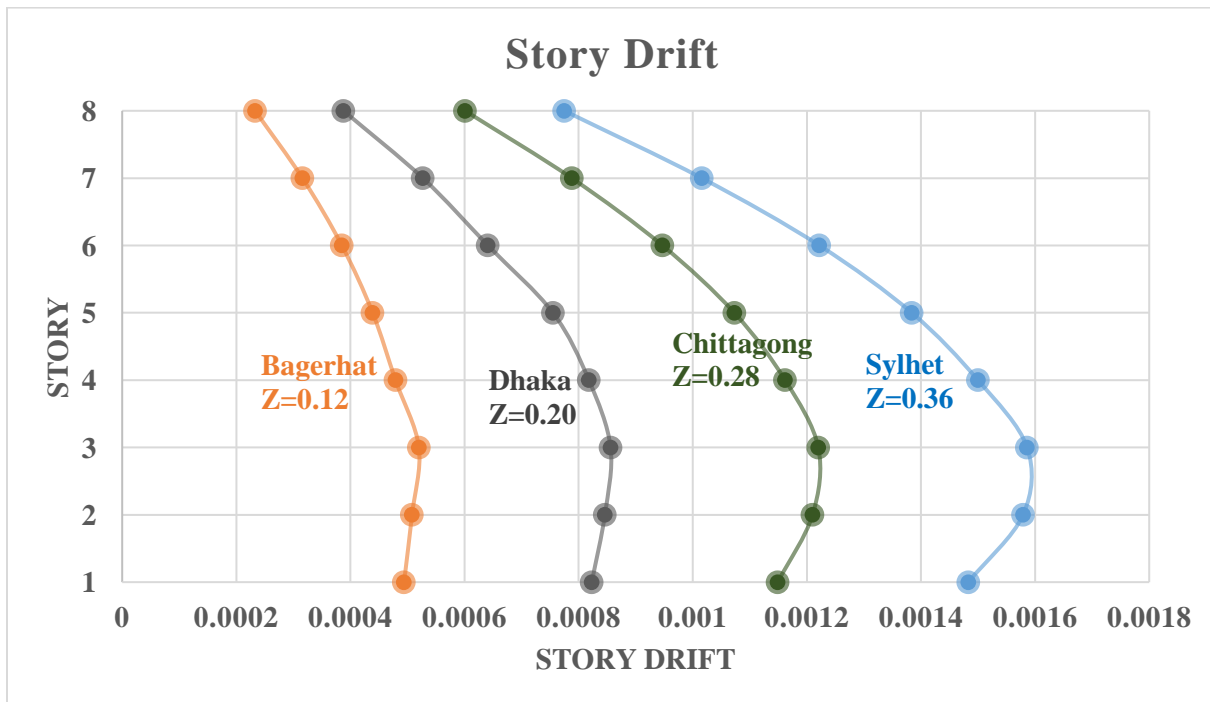 Story Drift
8
7
6
5
4
3
2
1
STORY
Bagerhat
Z=0.12
Dhaka
Z=0.20
Chittagong
Z=0.28
Sylhet
Z=0.36
0 0.0002 0.0004 0.0006 0.0008 0.001 0.0012 0.0014 0.0016 0.0018
STORY DRIFT